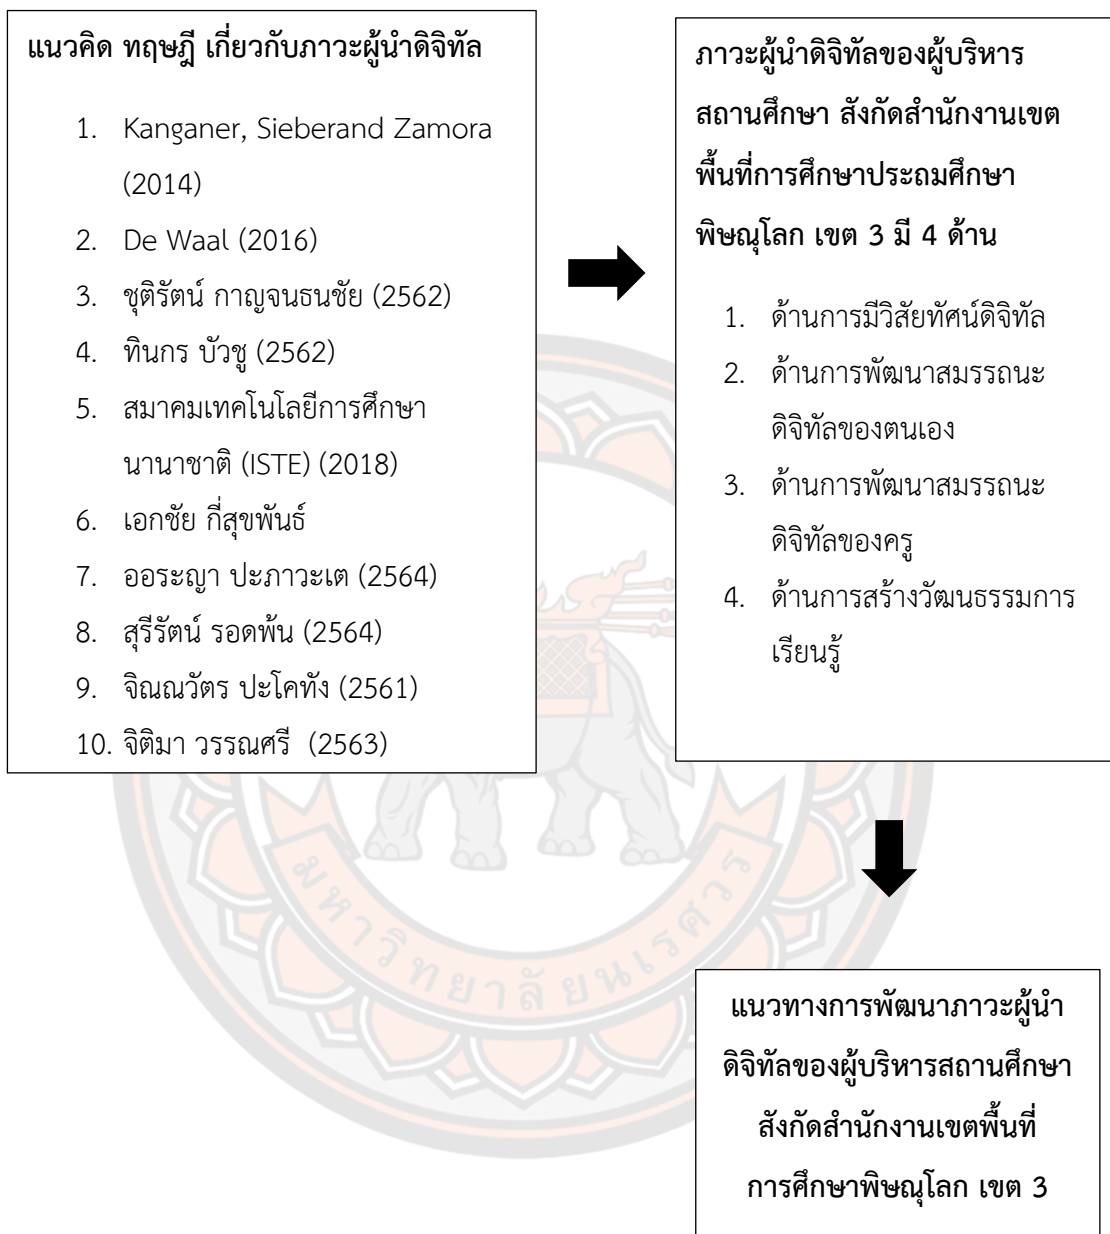 แนวคิด ทฤษฎี เกี่ยวกับภาวะผู้นำดิจิทัล
1. Kanganer, Sieberand Zamora
(2014)
2. De Waal (2016)
3. ชุติรัตน์ กาญจนธนชัย (2562)
4. ทินกร บัวชู (2562)
5. สมาคมเทคโนโลยีการศึกษา
นานาชาติ (ISTE) (2018)
6. เอกชัย กี่สุขพันธ์
7. ออระญา ปะภาวะเต (2564)
8. สุรีรัตน์ รอดพ้น (2564)
9. จิณณวัตร ปะโคทัง (2561)
10. จิติมา วรรณศรี (2563)
ภาวะผู้นำดิจิทัลของผู้บริหาร
สถานศึกษา สังกัดสำนักงานเขต
พื้นที่การศึกษาประถมศึกษา
พิษณุโลก เขต 3 มี 4 ด้าน
1. ด้านการมีวิสัยทัศน์ดิจิทัล
2. ด้านการพัฒนาสมรรถนะ
ดิจิทัลของตนเอง
3. ด้านการพัฒนาสมรรถนะ
ดิจิทัลของครู
4. ด้านการสร้างวัฒนธรรมการ
เรียนรู้
มหาวิทยาลัยนเรศวร
แนวทางการพัฒนาภาวะผู้นำ
ดิจิทัลของผู้บริหารสถานศึกษา
สังกัดสำนักงานเขตพื้นที่
การศึกษาพิษณุโลก เขต 3